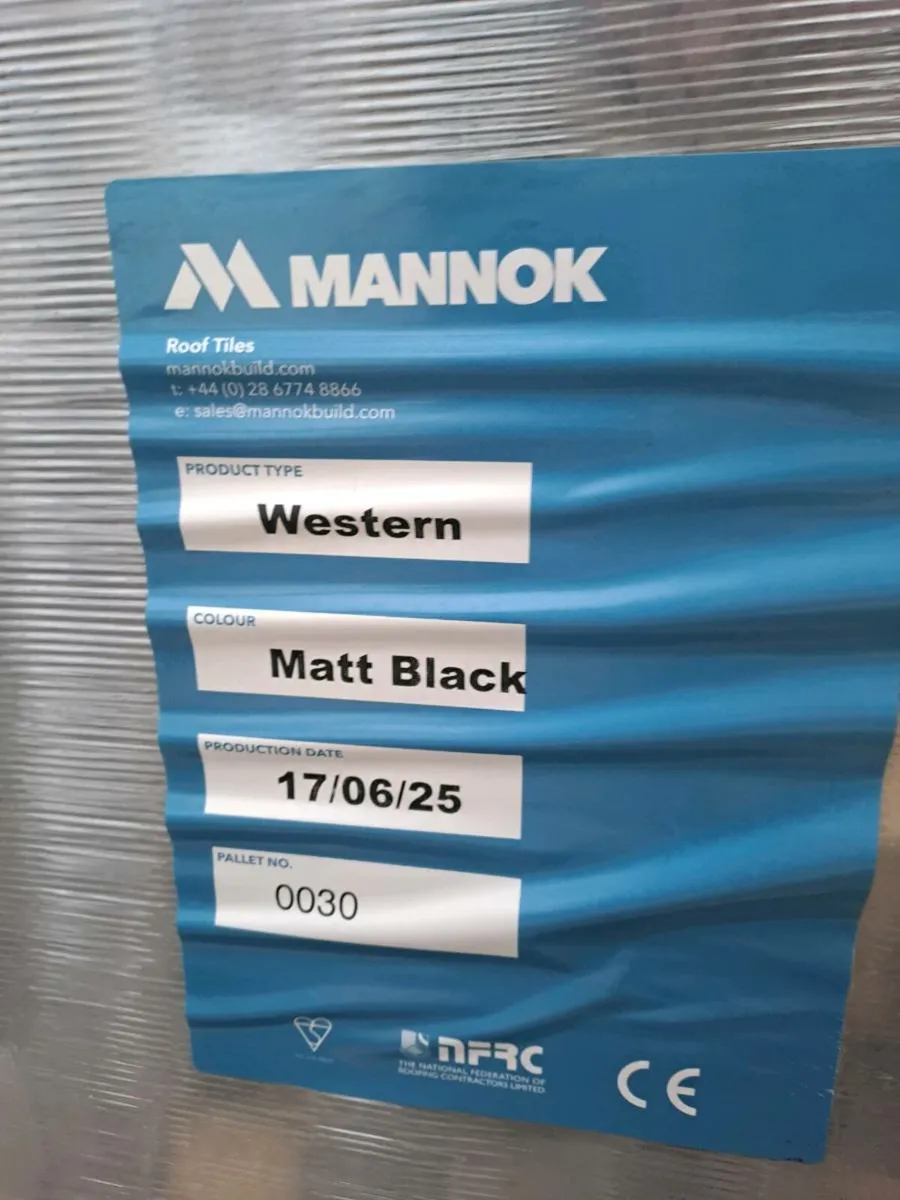 MANNOK
Roof Tiles
mannokbuild.com
t: +44 (0) 28 6774 8866
e: sales@mannokbuild.com
PRODUCT TYPE
Western
COLOUR
Matt Black
PRODUCTION DATE
17/06/25
PALLET NO.
0030
NFRC
THE NATIONAL FEDERATION OF
ROOFING CONTRACTORS LIMITED
CE